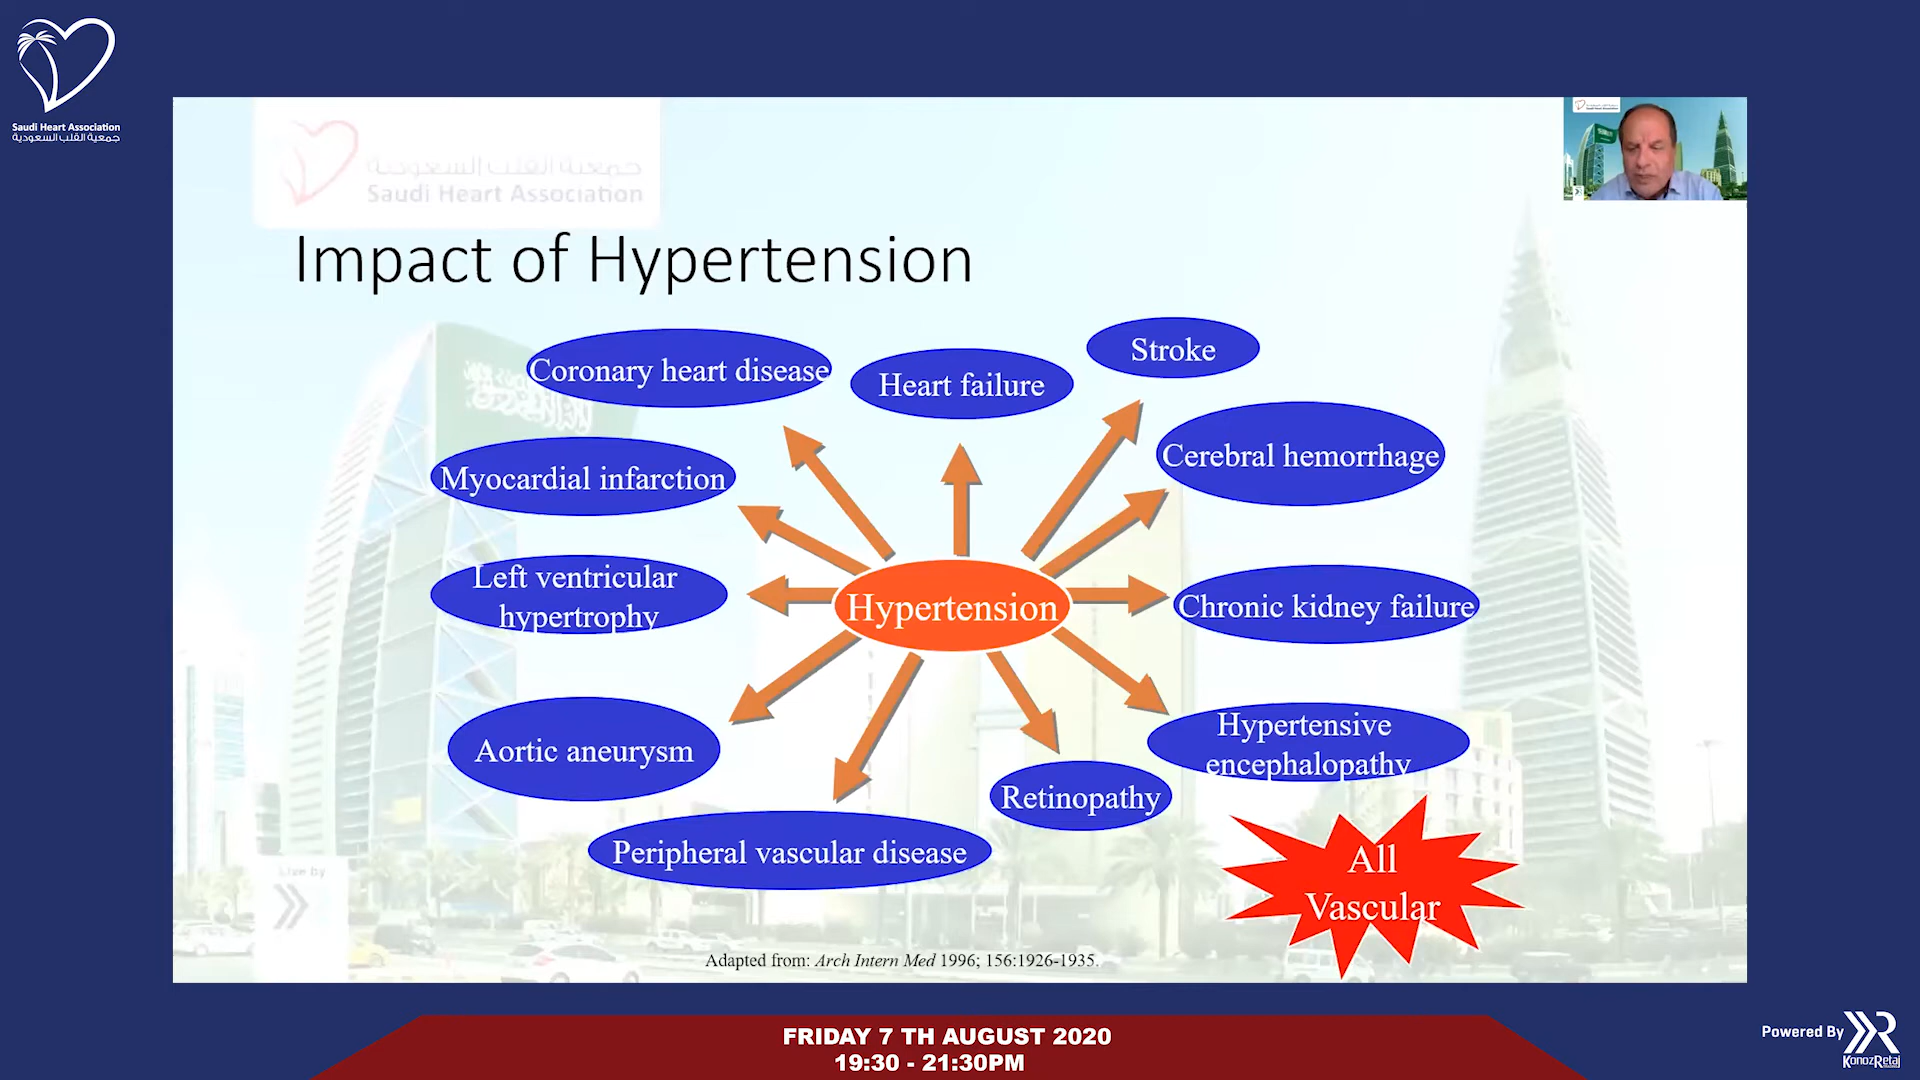 Saudi Heart Association
جمعية القلب السعودية
جمعية القلب السعودية
Saudi Heart Association
Impact of Hypertension
Coronary heart disease
Heart failure
Stroke
Myocardial infarction
Cerebral hemorrhage
Left ventricular
hypertrophy
Hypertension
Chronic kidney failure
Aortic aneurysm
Hypertensive
encephalopathy
Retinopathy
Peripheral vascular disease
All
Vascular
Live by
Adapted from: Arch Intern Med 1996; 156:1926-1935.
FRIDAY 7 TH AUGUST 2020
19:30 - 21:30PM
Powered By
KonozRetaj